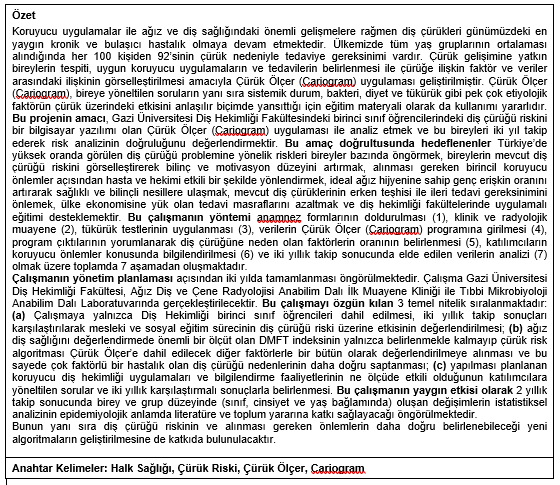 Özet
Koruyucu uygulamalar ile ağız ve diş sağlığındaki önemli gelişmelere rağmen diş çürükleri günümüzdeki en
yaygın kronik ve bulaşıcı hastalık olmaya devam etmektedir. Ülkemizde tüm yaş gruplarının ortalaması
alındığında her 100 kişiden 92'sinin çürük nedeniyle tedaviye gereksinimi vardır. Çürük gelişimine yatkın
bireylerin tespiti, uygun koruyucu uygulamaların ve tedavilerin belirlenmesi ile çürüğe ilişkin faktör ve veriler
arasındaki ilişkinin görselleştirilmesi amacıyla Çürük Ölçer (Cariogram) uygulaması geliştirilmiştir. Çürük Ölçer
(Cariogram), bireye yöneltilen soruların yanı sıra sistemik durum, bakteri, diyet ve tükürük gibi pek çok etiyolojik
faktörün çürük üzerindeki etkisini anlaşılır biçimde yansıttığı için eğitim materyali olarak da kullanımı yararlıdır.
Bu projenin amacı, Gazi Üniversitesi Diş Hekimliği Fakültesindeki birinci sınıf öğrencilerindeki diş çürüğü riskini
bir bilgisayar yazılımı olan Çürük Ölçer (Cariogram) uygulaması ile analiz etmek ve bu bireyleri iki yıl takip
ederek risk analizinin doğruluğunu değerlendirmektir. Bu amaç doğrultusunda hedeflenenler Türkiye'de
yüksek oranda görülen diş çürüğü problemine yönelik riskleri bireyler bazında öngörmek, bireylerin mevcut diş
çürüğü riskini görselleştirerek bilinç ve motivasyon düzeyini artırmak, alınması gereken birincil koruyucu
önlemler açısından hasta ve hekimi etkili bir şekilde yönlendirmek, ideal ağız hijyenine sahip genç erişkin oranını
artırarak sağlıklı ve bilinçli nesillere ulaşmak, mevcut diş çürüklerinin erken teşhisi ile ileri tedavi gereksinimini
önlemek, ülke ekonomisine yük olan tedavi masraflarını azaltmak ve diş hekimliği fakültelerinde uygulamalı
eğitimi desteklemektir. Bu çalışmanın yöntemi anamnez formlarının doldurulması (1), klinik ve radyolojik
muayene (2), tükürük testlerinin uygulanması (3), verilerin Çürük Ölçer (Cariogram) programına girilmesi (4),
program çıktılarının yorumlanarak diş çürüğüne neden olan faktörlerin oranının belirlenmesi (5), katılımcıların
koruyucu önlemler konusunda bilgilendirilmesi (6) ve iki yıllık takip sonucunda elde edilen verilerin analizi (7)
olmak üzere toplamda 7 aşamadan oluşmaktadır.
Çalışmanın yönetim planlaması açısından iki yılda tamamlanması öngörülmektedir. Çalışma Gazi Üniversitesi
Diş Hekimliği Fakültesi, Ağız Diş ve Çene Radyolojisi Anabilim Dalı İlk Muayene Kliniği ile Tıbbi Mikrobiyoloji
Anabilim Dalı Laboratuvarında gerçekleştirilecektir. Bu çalışmayı özgün kılan 3 temel nitelik sıralanmaktadır:
(a) Çalışmaya yalnızca Diş Hekimliği birinci sınıf öğrencileri dahil edilmesi, iki yıllık takip sonuçları
karşılaştırılarak mesleki ve sosyal eğitim sürecinin diş çürüğü riski üzerine etkisinin değerlendirilmesi; (b) ağız
diş sağlığını değerlendirmede önemli bir ölçüt olan DMFT indeksinin yalnızca belirlenmekle kalmayıp çürük risk
algoritması Çürük Ölçer'e dahil edilecek diğer faktörlerle bir bütün olarak değerlendirilmeye alınması ve bu
sayede çok faktörlü bir hastalık olan diş çürüğü nedenlerinin daha doğru saptanması; (c) yapılması planlanan
koruyucu diş hekimliği uygulamaları ve bilgilendirme faaliyetlerinin ne ölçüde etkili olduğunun katılımcılara
yöneltilen sorular ve iki yıllık karşılaştırmalı sonuçlarla belirlenmesi. Bu çalışmanın yaygın etkisi olarak 2 yıllık
takip sonucunda birey ve grup düzeyinde (sınıf, cinsiyet ve yaş bağlamında) oluşan değişimlerin istatistiksel
analizinin epidemiyolojik anlamda literatüre ve toplum yararına katkı sağlayacağı öngörülmektedir.
Bunun yanı sıra diş çürüğü riskinin ve alınması gereken önlemlerin daha doğru belirlenebileceği yeni
algoritmaların geliştirilmesine de katkıda bulunulacaktır.
Anahtar Kelimeler: Halk Sağlığı, Çürük Riski, Çürük Ölçer, Cariogram